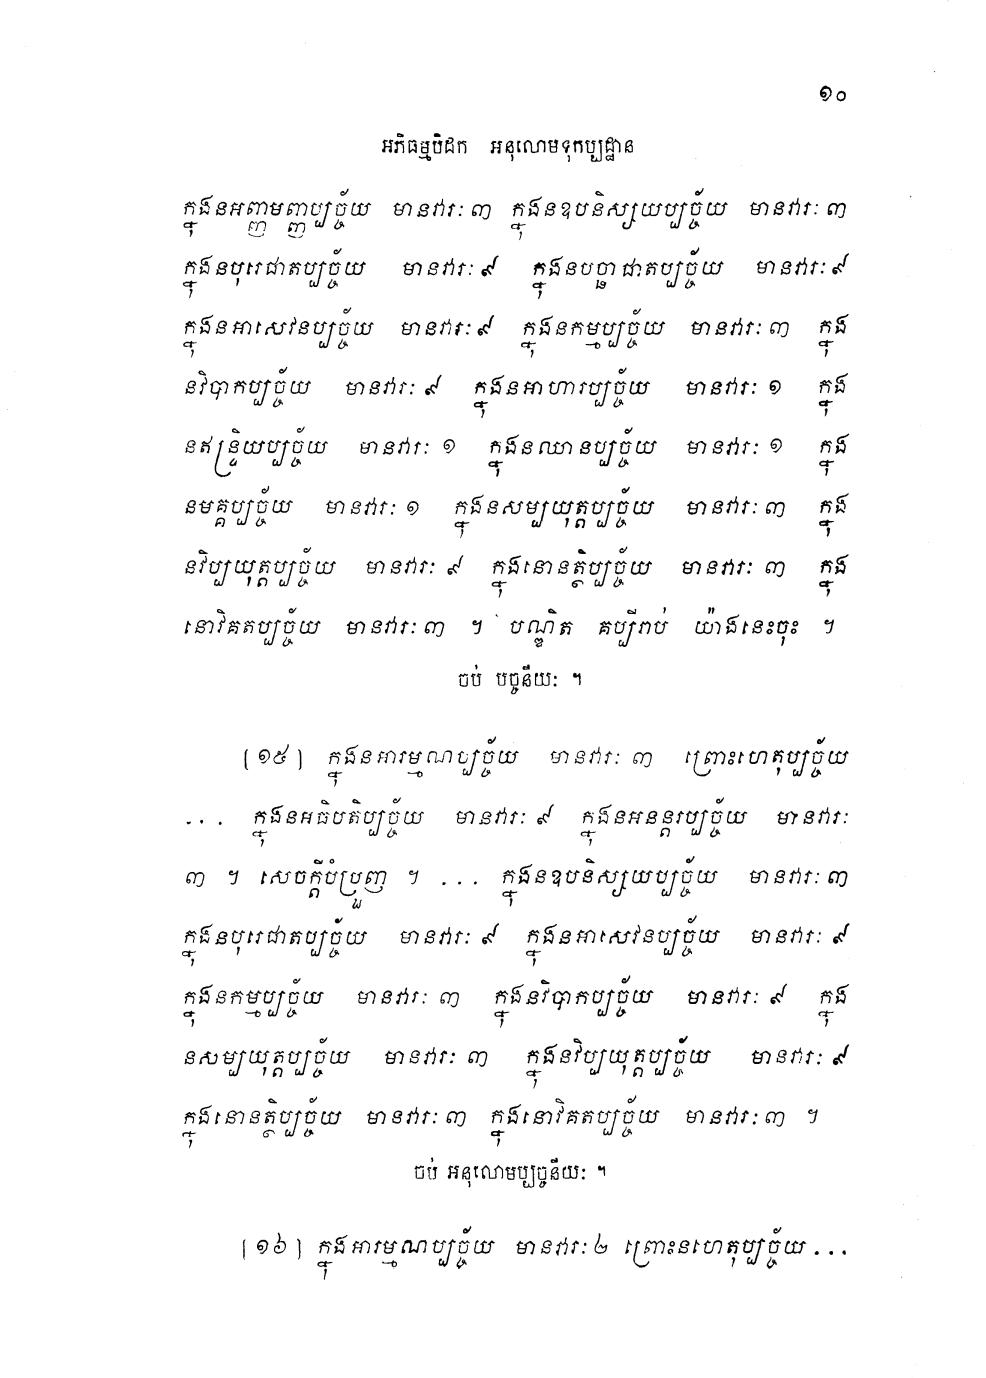 ១០
អភិធម្មបិដក អនុលោមទុកប្បដ្ឋាន
ក្នុងនអញ្ញាមញ្ញប្បច្ច័យ មានវារៈ ៣ ក្នុងនឧបនិស្សយប្បច្ច័យ មានវារៈ ៣
ក្នុងនបុរេជាតប្បច្ច័យ មានវារៈ ៩ ក្នុងនបច្ឆាជាតប្បច្ច័យ មានវារៈ ៩
ក្នុងនអាសេវនប្បច្ច័យ មានវារៈ ៩ ក្នុងនកម្មប្បច្ច័យ មានវារៈ ៣ ក្នុង
នវិបាកប្បច្ច័យ មានវារៈ ៩ ក្នុងនអាហារប្បច្ច័យ មានវារៈ ១ ក្នុង
នឥន្ទ្រិយប្បច្ច័យ មានវារៈ ១ ក្នុងនឈានប្បច្ច័យ មានវារៈ ១ ក្នុង
នមគ្គប្បច្ច័យ មានវារៈ ១ ក្នុងនសម្បយុត្តប្បច្ច័យ មានវារៈ ៣ ក្នុង
នវិប្បយុត្តប្បច្ច័យ មានវារៈ ៩ ក្នុងនោនត្ថិប្បច្ច័យ មានវារៈ ៣ ក្នុង
នោវិគតប្បច្ច័យ មានវារៈ ៣ ។ បណ្ឌិត គប្បីរាប់ យ៉ាងនេះចុះ ។
ចប់ បច្ចនីយៈ ។
[១៥] ក្នុងនអារម្មណប្បច្ច័យ មានវារៈ ៣ ព្រោះហេតុប្បច្ច័យ
... ក្នុងនអធិបតិប្បច្ច័យ មានវារៈ ៩ ក្នុងនអនន្តរប្បច្ច័យ មានវារៈ
៣ ។ សេចក្តីបំប្រួញ ។ ... ក្នុងនឧបនិស្សយប្បច្ច័យ មានវារៈ ៣
ក្នុងនបុរេជាតប្បច្ច័យ មានវារៈ ៩ ក្នុងនអាសេវនប្បច្ច័យ មានវារៈ ៩
ក្នុងនកម្មប្បច្ច័យ មានវារៈ ៣ ក្នុងនវិបាកប្បច្ច័យ មានវារៈ ៩ ក្នុង
នសម្បយុត្តប្បច្ច័យ មានវារៈ ៣ ក្នុងនវិប្បយុត្តប្បច្ច័យ មានវារៈ ៩
ក្នុងនោនត្ថិប្បច្ច័យ មានវារៈ ៣ ក្នុងនោវិគតប្បច្ច័យ មានវារៈ ៣ ។
ចប់ អនុលោមប្បច្ចនីយៈ ។
[១៦] ក្នុងអារម្មណប្បច្ច័យ មានវារៈ ២ ព្រោះនហេតុប្បច្ច័យ ...